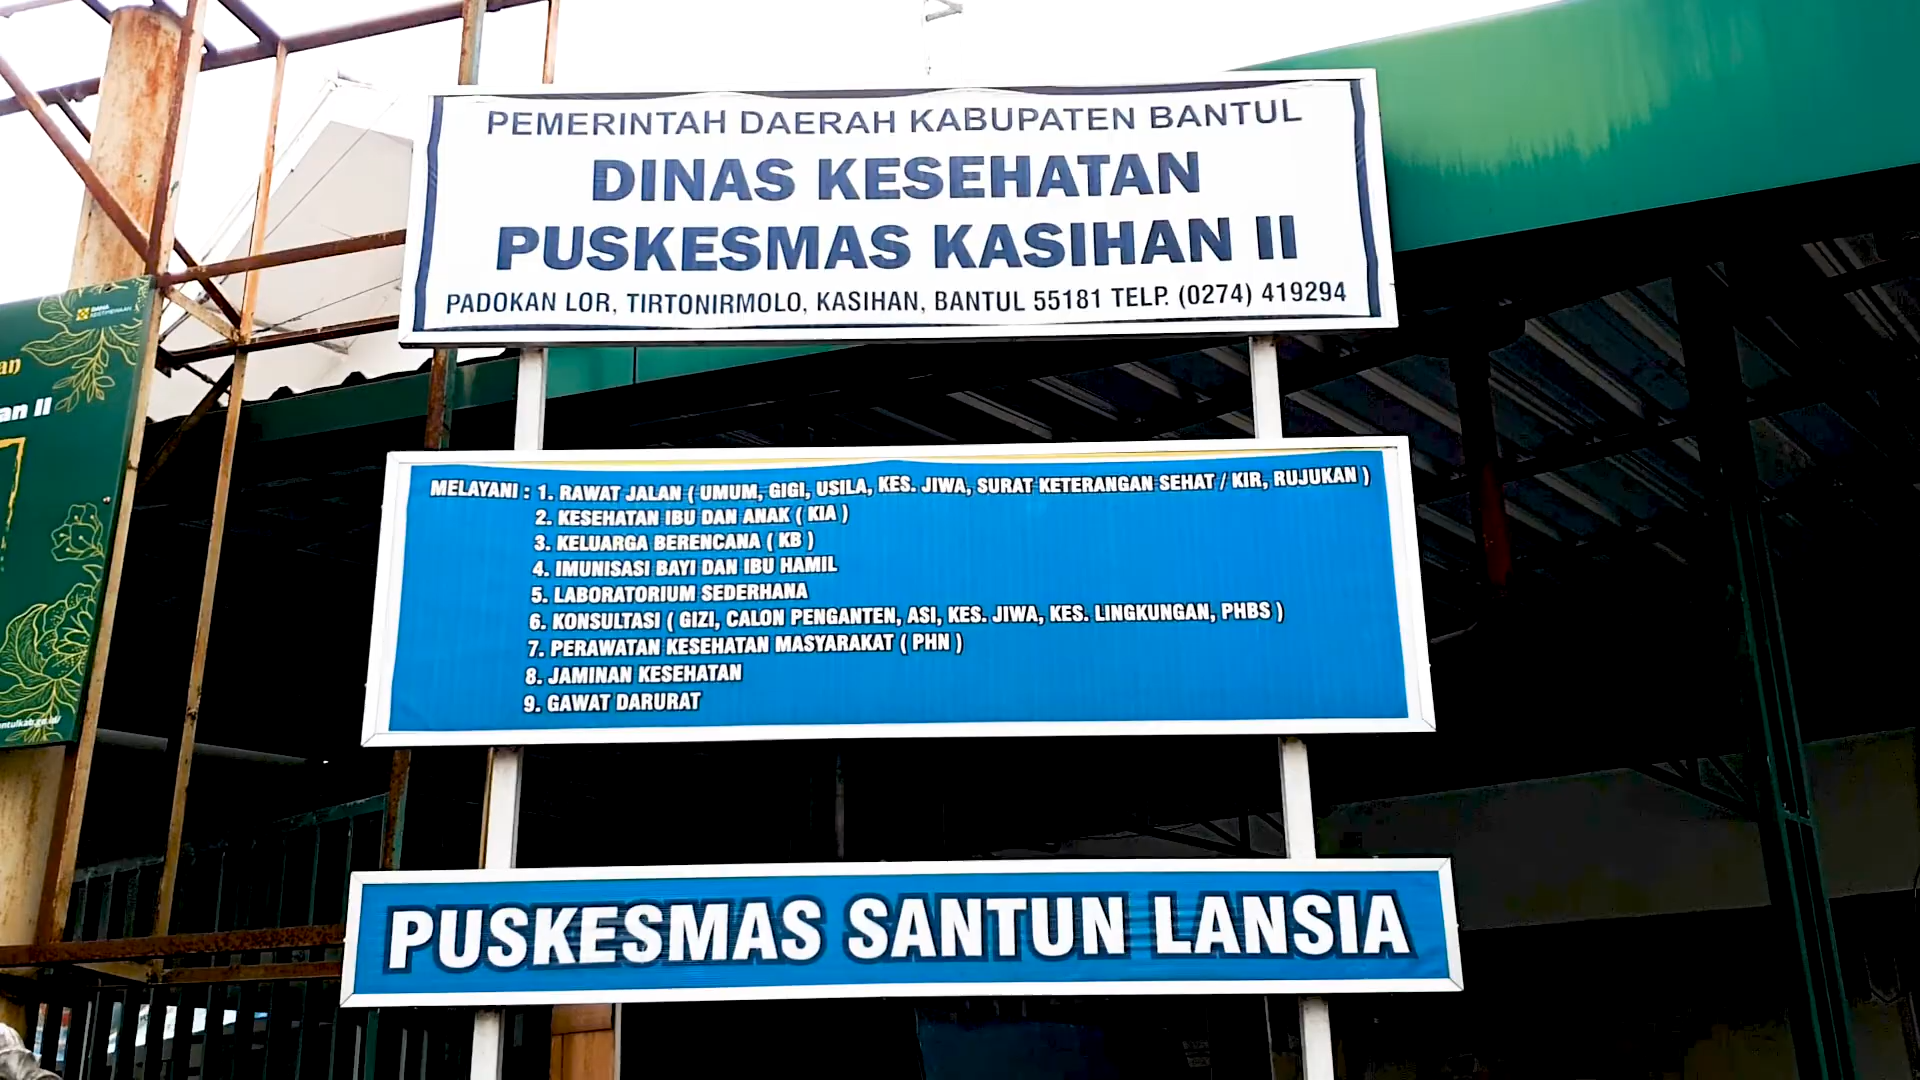 PEMERINTAH DAERAH KABUPATEN BANTUL
DINAS KESEHATAN
PUSKESMAS KASIHAN II
PADOKAN LOR, TIRTONIRMOLO, KASIHAN, BANTUL 55181 TELP. (0274) 419294
MELAYANI : 1. RAWAT JALAN ( UMUM, GIGI, USILA, KES. JIWA, SURAT KETERANGAN SEHAT / KIR, RUJUKAN )
2. KESEHATAN IBU DAN ANAK ( KIA )
3. KELUARGA BERENCANA ( KB )
4. IMUNISASI BAYI DAN IBU HAMIL
5. LABORATORIUM SEDERHANA
6. KONSULTASI ( GIZI, CALON PENGANTEN, ASI, KES. JIWA, KES. LINGKUNGAN, PHBS )
7. PERAWATAN KESEHATAN MASYARAKAT ( PHN )
8. JAMINAN KESEHATAN
9. GAWAT DARURAT
PUSKESMAS SANTUN LANSIA
an
an II